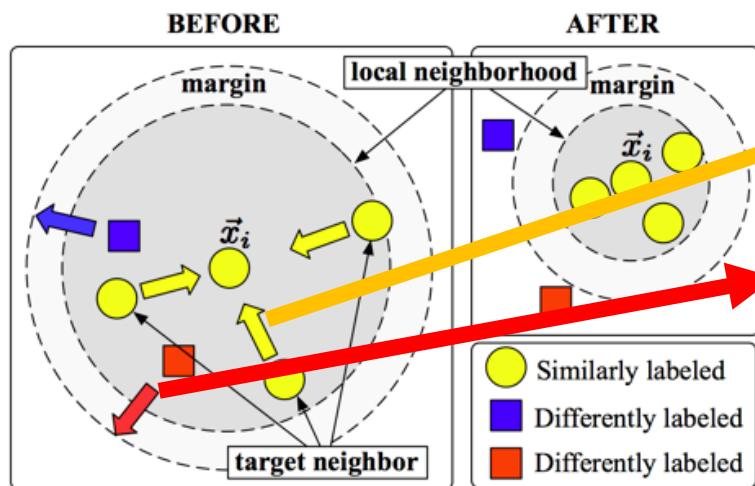 BEFORE
AFTER
local neighborhood
margin
margin
x⃗ᵢ
x⃗ᵢ
target neighbor
Similarly labeled
Differently labeled
Differently labeled